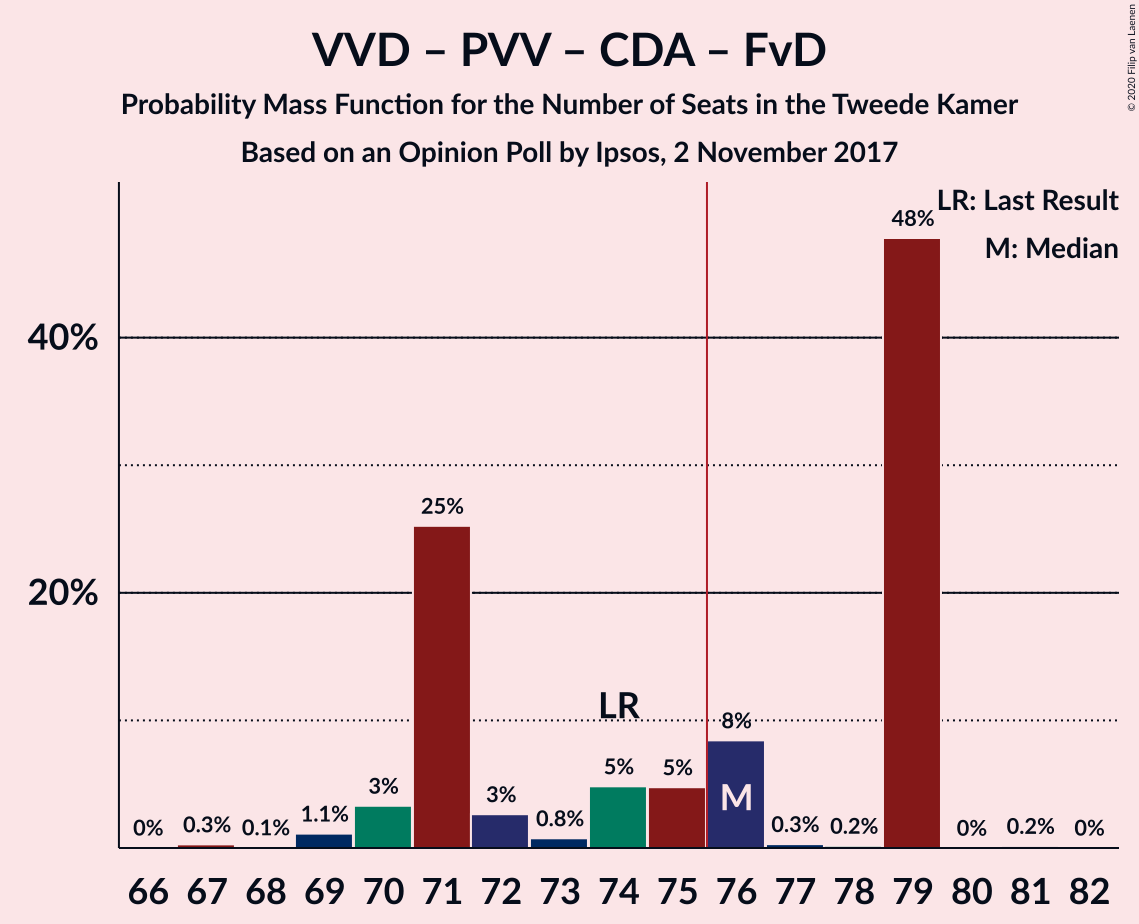 VVD – PVV – CDA – FvD
Probability Mass Function for the Number of Seats in the Tweede Kamer
Based on an Opinion Poll by Ipsos, 2 November 2017
© 2020 Filip van Laenen
LR: Last Result
M: Median
40%
20%
0%
0.3%
0.1%
1.1%
3%
25%
3%
0.8%
5%
5%
8%
0.3%
0.2%
48%
0%
0.2%
0%
LR
M
66 67 68 69 70 71 72 73 74 75 76 77 78 79 80 81 82